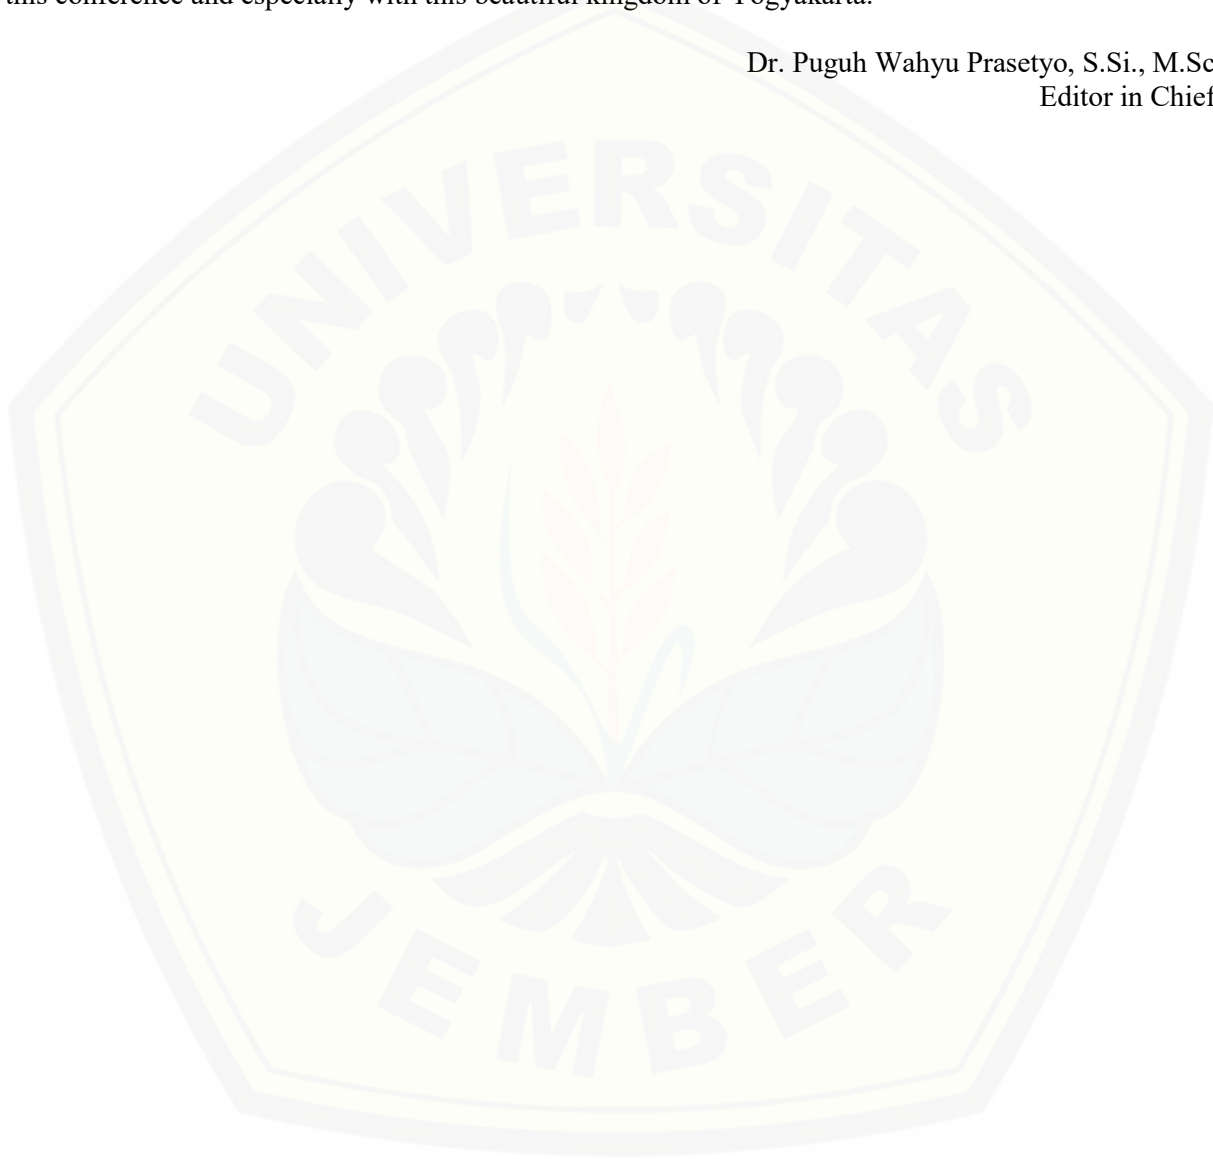 this conference and especially with this beautiful kingdom of Yogyakarta.
Dr. Puguh Wahyu Prasetyo, S.Si., M.Sc
Editor in Chief
UNIVERSITAS
JEMBER